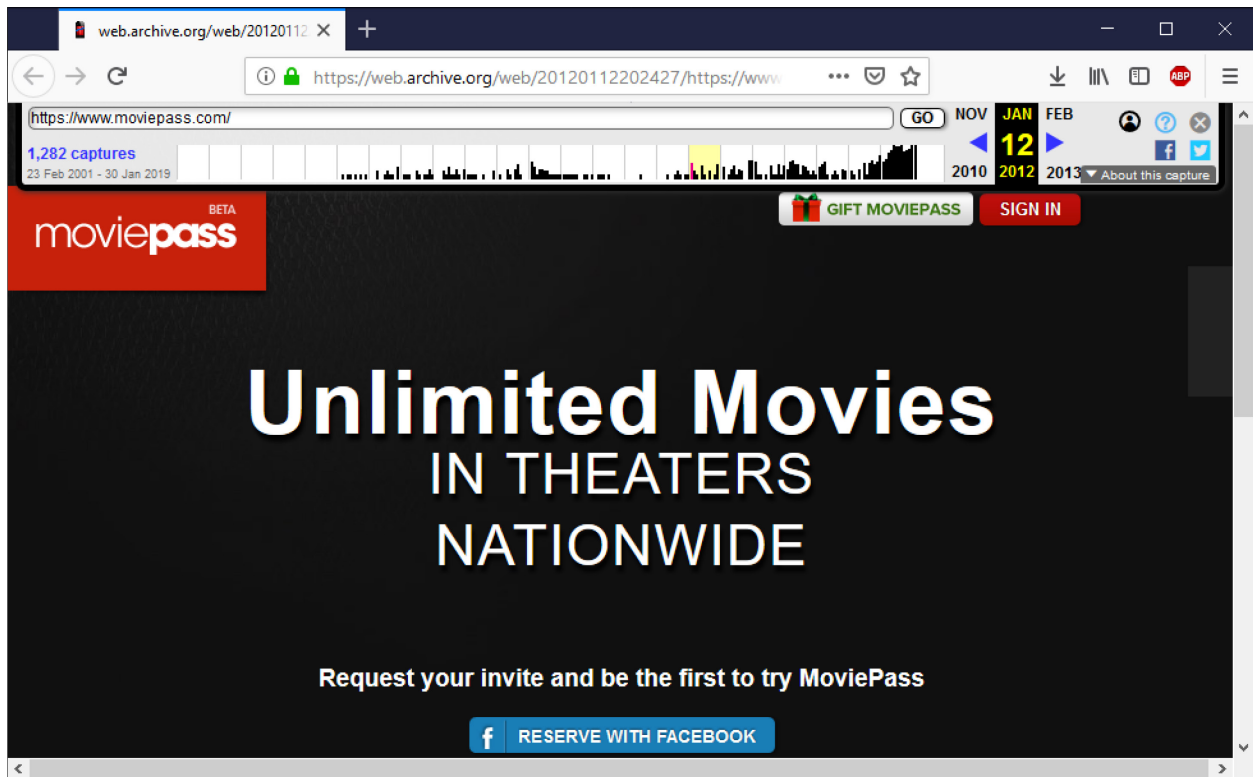 web.archive.org/web/20120112
https://web.archive.org/web/20120112202427/https://www
ABP
https://www.moviepass.com/
GO
NOV JAN FEB
1,282 captures
12
23 Feb 2001 - 30 Jan 2019
2010 2012 2013
About this capture
BETA
moviepass
GIFT MOVIEPASS
SIGN IN
Unlimited Movies
IN THEATERS
NATIONWIDE
Request your invite and be the first to try MoviePass
f RESERVE WITH FACEBOOK